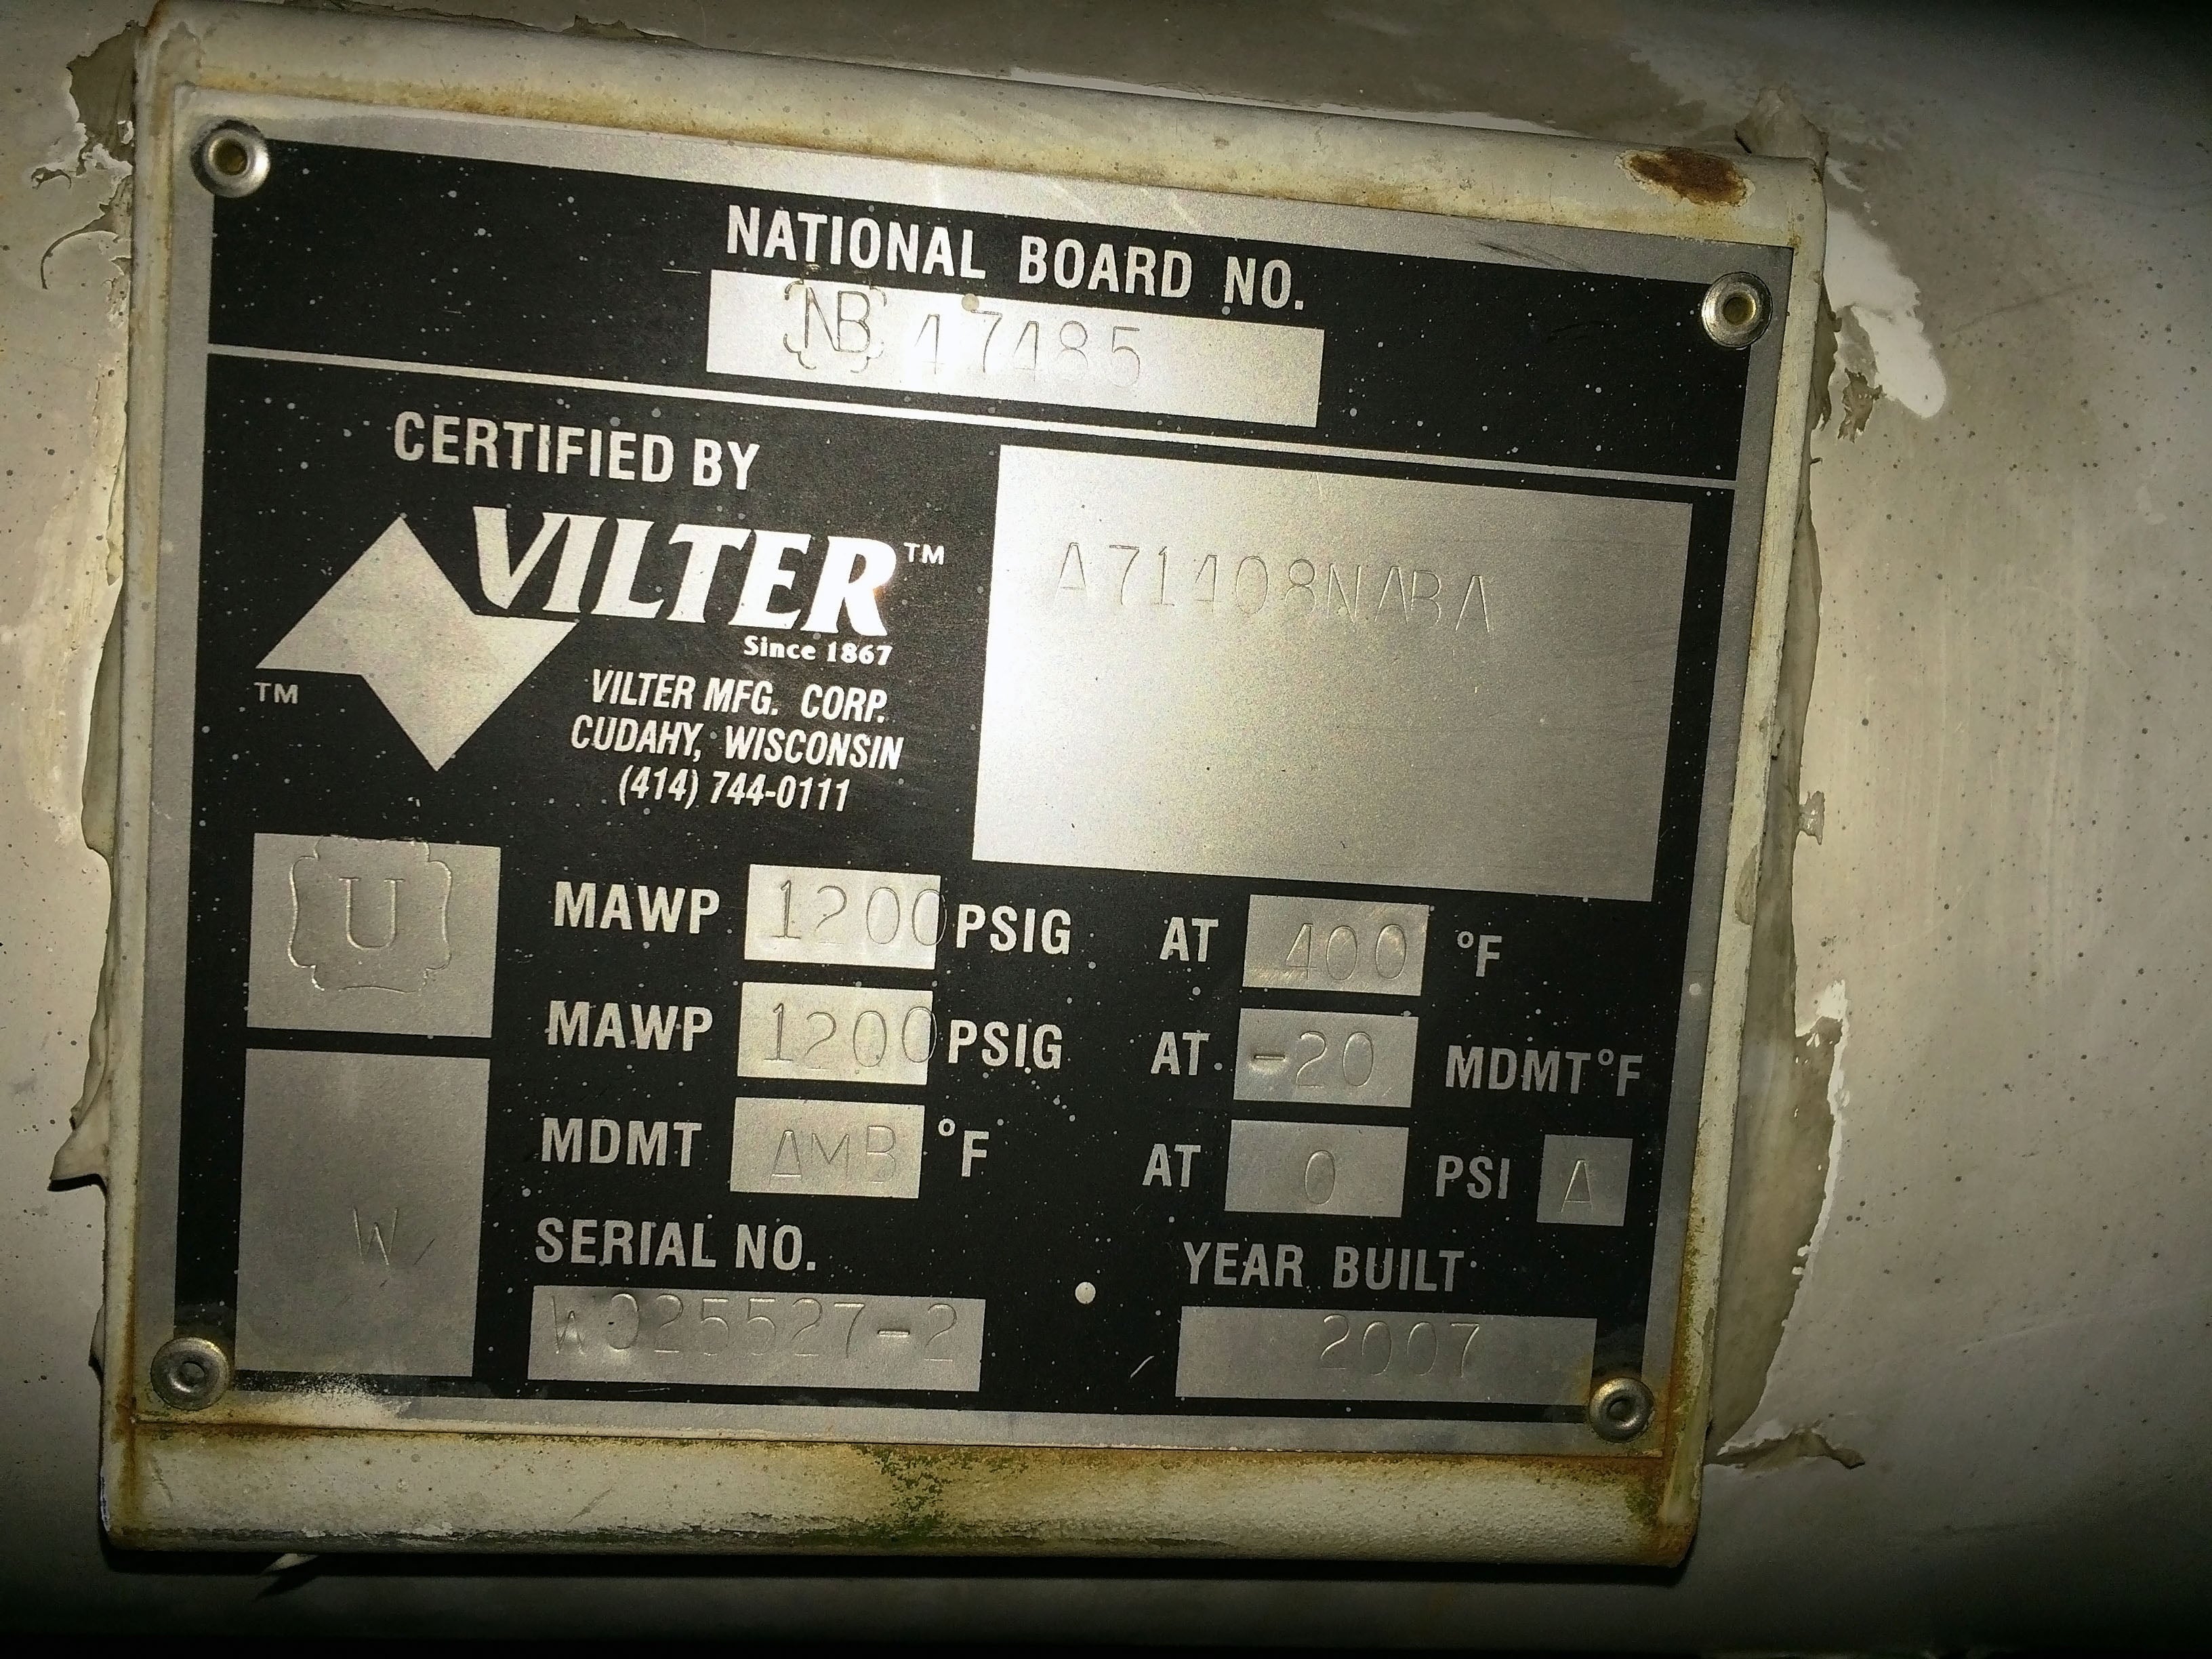 NATIONAL BOARD NO.
NB 47485
CERTIFIED BY
VILTER™
Since 1867
TM
VILTER MFG. CORP.
CUDAHY, WISCONSIN
(414) 744-0111
A71408NABA
U
W
MAWP 1200 PSIG AT 400 °F
MAWP 1200 PSIG AT -20 MDMT°F
MDMT AMB °F AT 0 PSI A
SERIAL NO. YEAR BUILT
W025527-2 2007